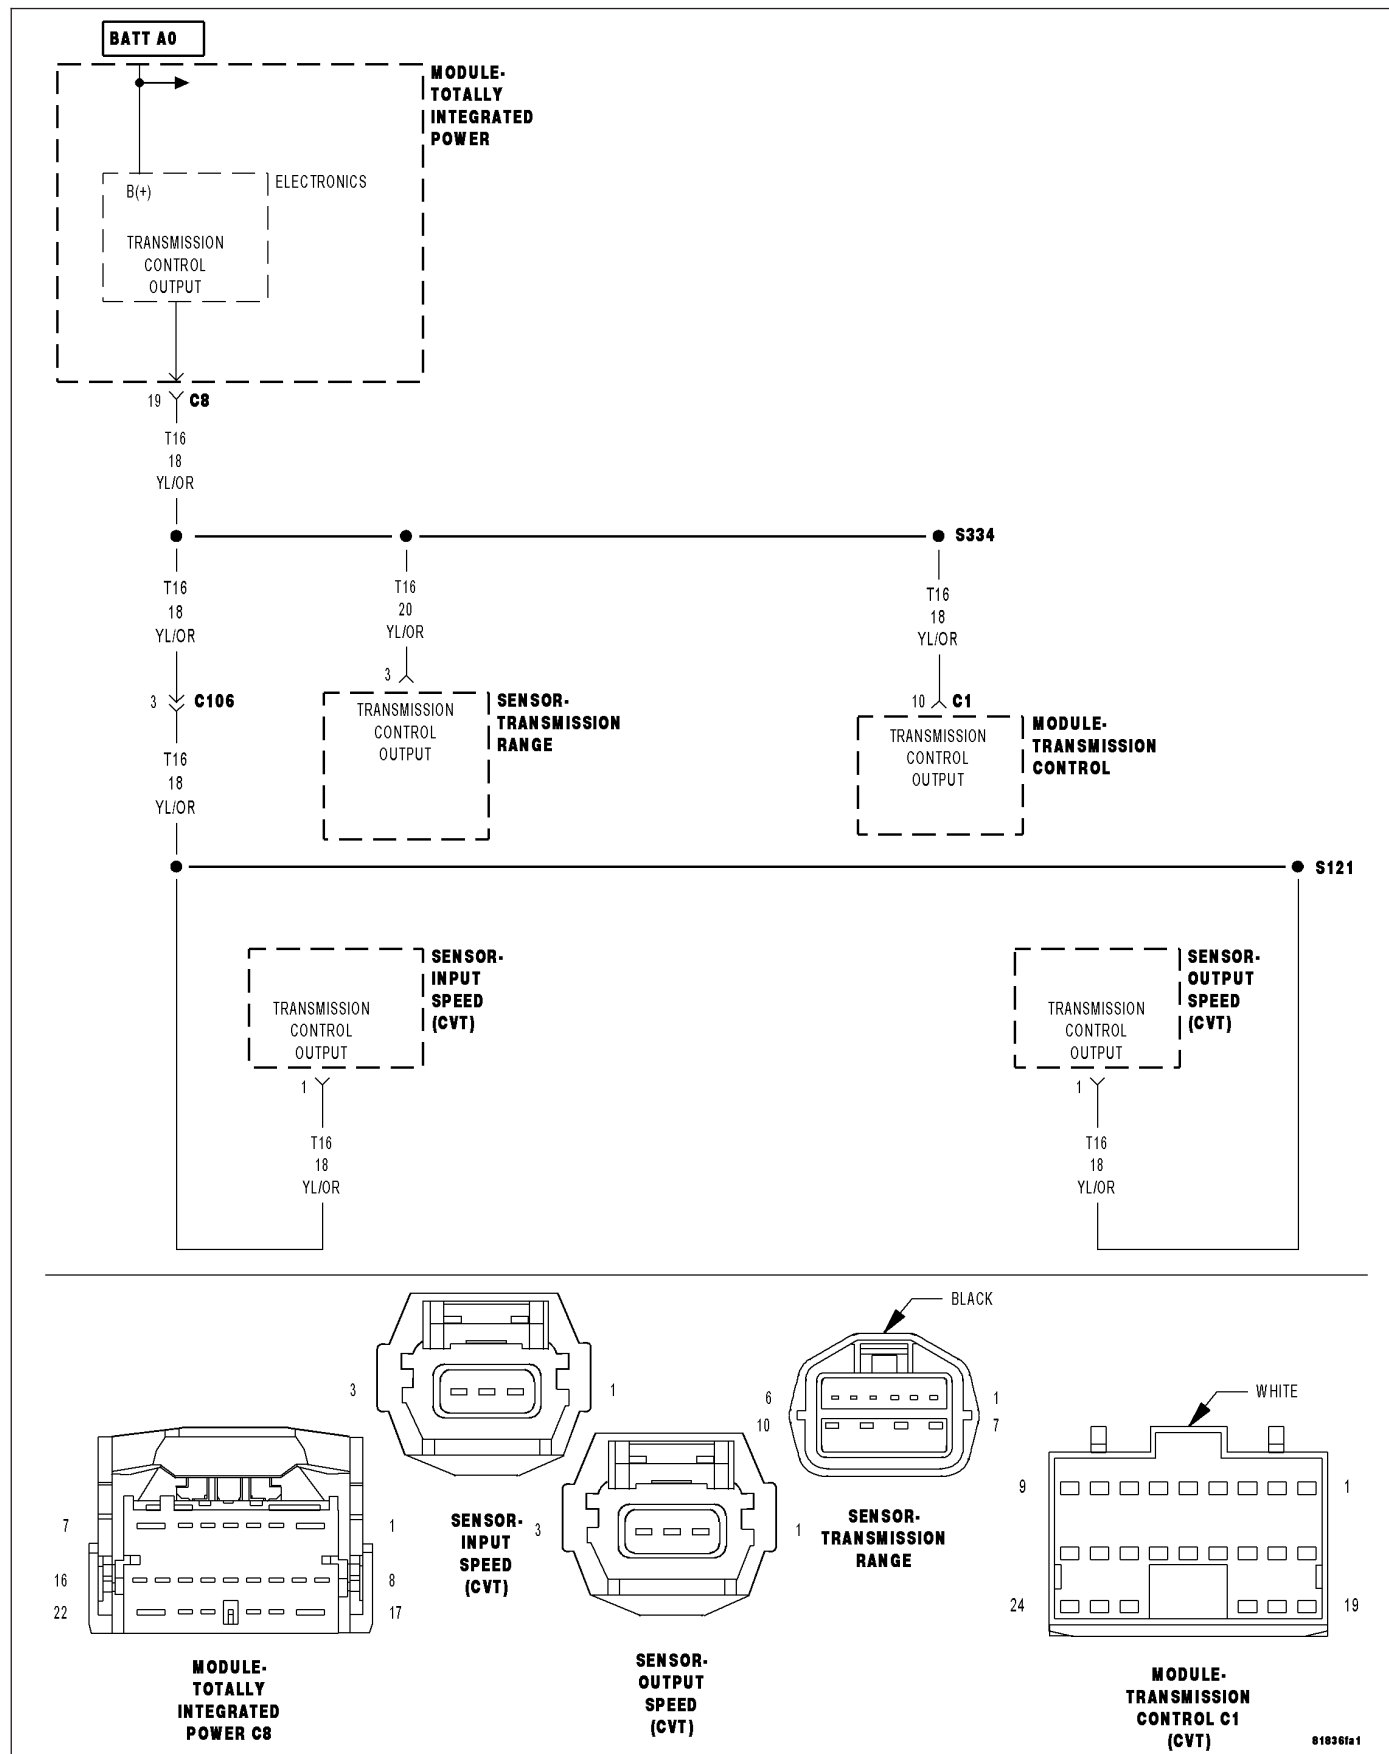 BATT A0
MODULE-
TOTALLY
INTEGRATED
POWER
B(+)
ELECTRONICS
TRANSMISSION
CONTROL
OUTPUT
19
C8
T16
18
YL/OR
S334
T16
18
YL/OR
T16
20
YL/OR
T16
18
YL/OR
3
C106
3
TRANSMISSION
CONTROL
OUTPUT
SENSOR-
TRANSMISSION
RANGE
10
C1
TRANSMISSION
CONTROL
OUTPUT
MODULE-
TRANSMISSION
CONTROL
T16
18
YL/OR
S121
TRANSMISSION
CONTROL
OUTPUT
SENSOR-
INPUT
SPEED
(CVT)
1
T16
18
YL/OR
TRANSMISSION
CONTROL
OUTPUT
SENSOR-
OUTPUT
SPEED
(CVT)
1
T16
18
YL/OR
3
1
SENSOR-
INPUT
SPEED
(CVT)
BLACK
6
1
10
7
SENSOR-
TRANSMISSION
RANGE
WHITE
9
1
24
19
MODULE-
TRANSMISSION
CONTROL C1
(CVT)
7
1
16
8
22
17
MODULE-
TOTALLY
INTEGRATED
POWER C8
3
1
SENSOR-
OUTPUT
SPEED
(CVT)
81836fa1